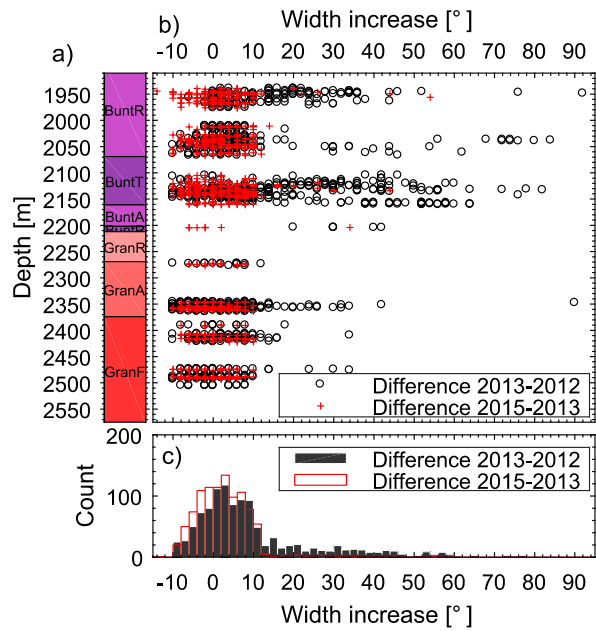 b) Width increase [°]
a)
-10 0 10 20 30 40 50 60 70 80 90
Depth [m]
1950
2000
2050
2100
2150
2200
2250
2300
2350
2400
2450
2500
2550
BuntR
BuntT
BuntA
GranR
GranA
GranF
Difference 2013-2012
Difference 2015-2013
c)
Count
200
100
0
Difference 2013-2012
Difference 2015-2013
-10 0 10 20 30 40 50 60 70 80 90
Width increase [°]